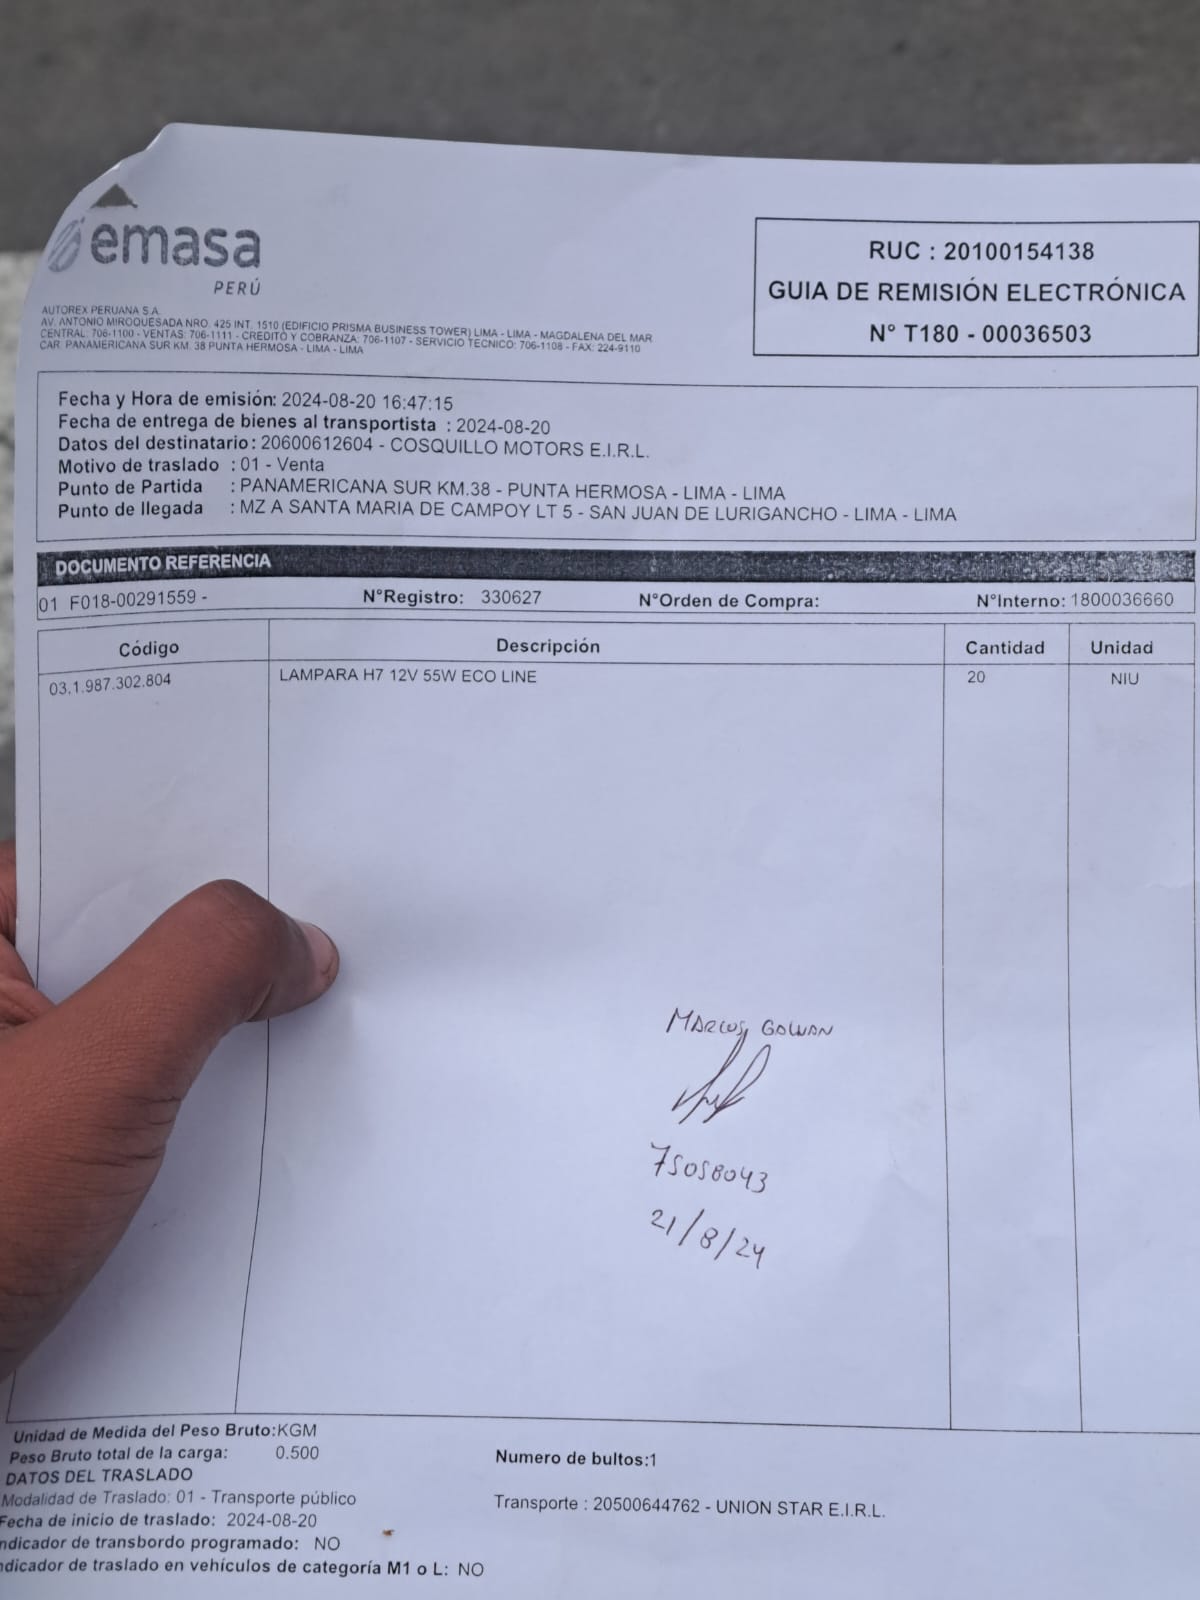 emasa
PERÚ
AUTOREX PERUANA S.A.
AV. ANTONIO MIROQUESADA NRO. 425 INT. 1510 (EDIFICIO PRISMA BUSINESS TOWER) LIMA - LIMA - MAGDALENA DEL MAR
CENTRAL: 706-1100 - VENTAS: 706-1111 - CREDITO Y COBRANZA: 706-1107 - SERVICIO TECNICO: 706-1108 - FAX: 224-9110
CAR. PANAMERICANA SUR KM. 38 PUNTA HERMOSA - LIMA - LIMA
RUC : 20100154138
GUIA DE REMISIÓN ELECTRÓNICA
N° T180 - 00036503
Fecha y Hora de emisión: 2024-08-20 16:47:15
Fecha de entrega de bienes al transportista : 2024-08-20
Datos del destinatario: 20600612604 - COSQUILLO MOTORS E.I.R.L.
Motivo de traslado : 01 - Venta
Punto de Partida : PANAMERICANA SUR KM.38 - PUNTA HERMOSA - LIMA - LIMA
Punto de llegada : MZ A SANTA MARIA DE CAMPOY LT 5 - SAN JUAN DE LURIGANCHO - LIMA - LIMA
DOCUMENTO REFERENCIA
01 F018-00291559 - N°Registro: 330627 N°Orden de Compra: N°Interno: 1800036660
Código Descripción Cantidad Unidad
03.1.987.302.804 LAMPARA H7 12V 55W ECO LINE 20 NIU
MARCOS GOWAN
75058043
21/8/24
Unidad de Medida del Peso Bruto:KGM
Peso Bruto total de la carga: 0.500
Numero de bultos:1
DATOS DEL TRASLADO
Modalidad de Traslado: 01 - Transporte público
Transporte : 20500644762 - UNION STAR E.I.R.L.
Fecha de inicio de traslado: 2024-08-20
ndicador de transbordo programado: NO
ndicador de traslado en vehículos de categoría M1 o L: NO